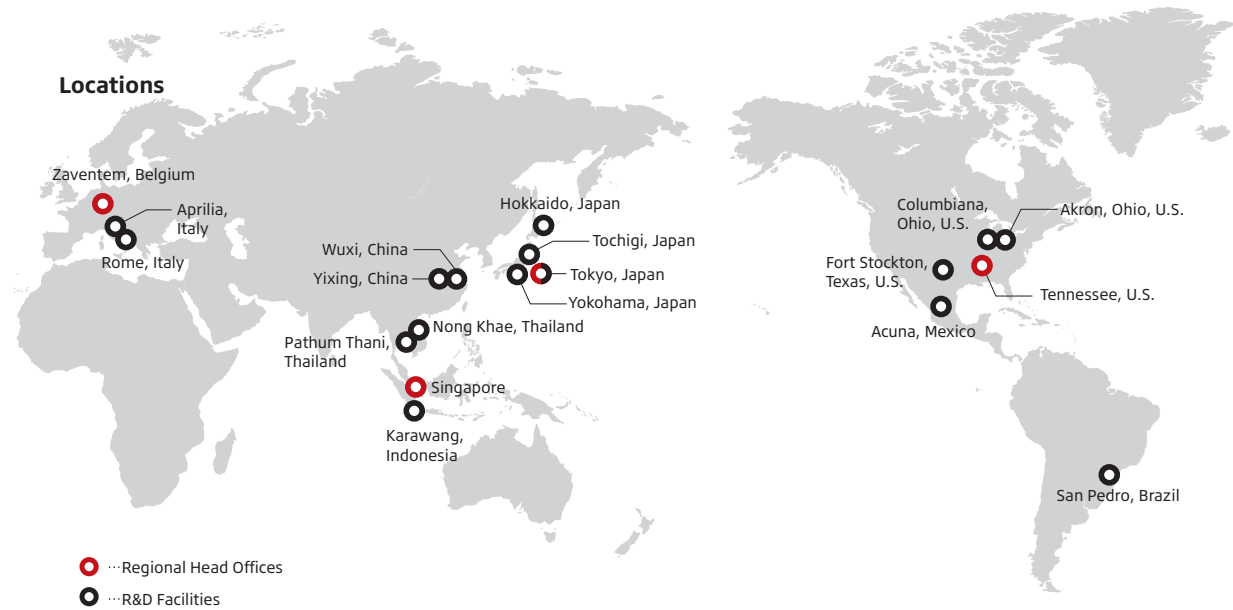 Locations
Zaventem, Belgium
Aprilia,
Italy
Rome, Italy
Hokkaido, Japan
Tochigi, Japan
Wuxi, China
Yixing, China
Tokyo, Japan
Yokohama, Japan
Nong Khae, Thailand
Pathum Thani,
Thailand
Singapore
Karawang,
Indonesia
Columbiana,
Ohio, U.S.
Akron, Ohio, U.S.
Fort Stockton,
Texas, U.S.
Tennessee, U.S.
Acuna, Mexico
San Pedro, Brazil
···Regional Head Offices
···R&D Facilities